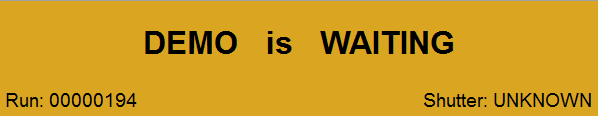 DEMO is WAITING
Run: 00000194 Shutter: UNKNOWN